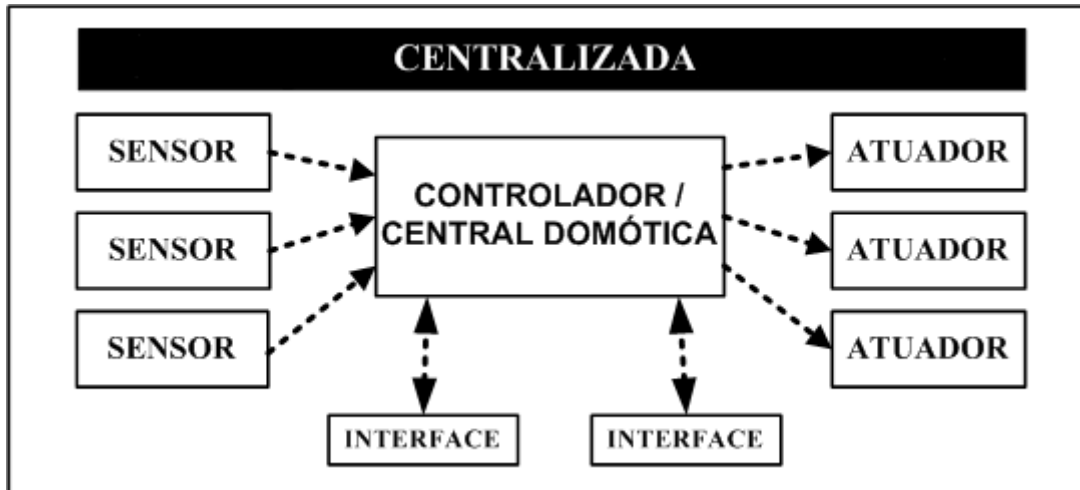 CENTRALIZADA
SENSOR
SENSOR
SENSOR
CONTROLADOR /
CENTRAL DOMÓTICA
ATUADOR
ATUADOR
ATUADOR
INTERFACE
INTERFACE